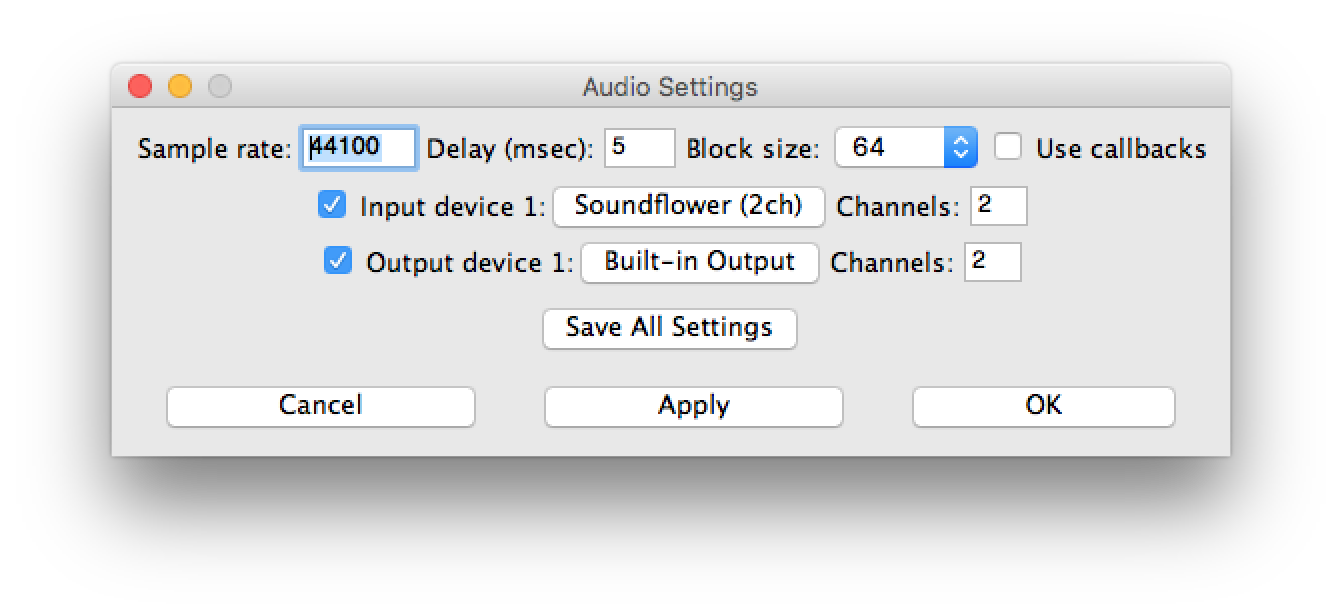 Audio Settings
Sample rate: 44100 Delay (msec): 5 Block size: 64 Use callbacks
Input device 1: Soundflower (2ch) Channels: 2
Output device 1: Built-in Output Channels: 2
Save All Settings
Cancel Apply OK